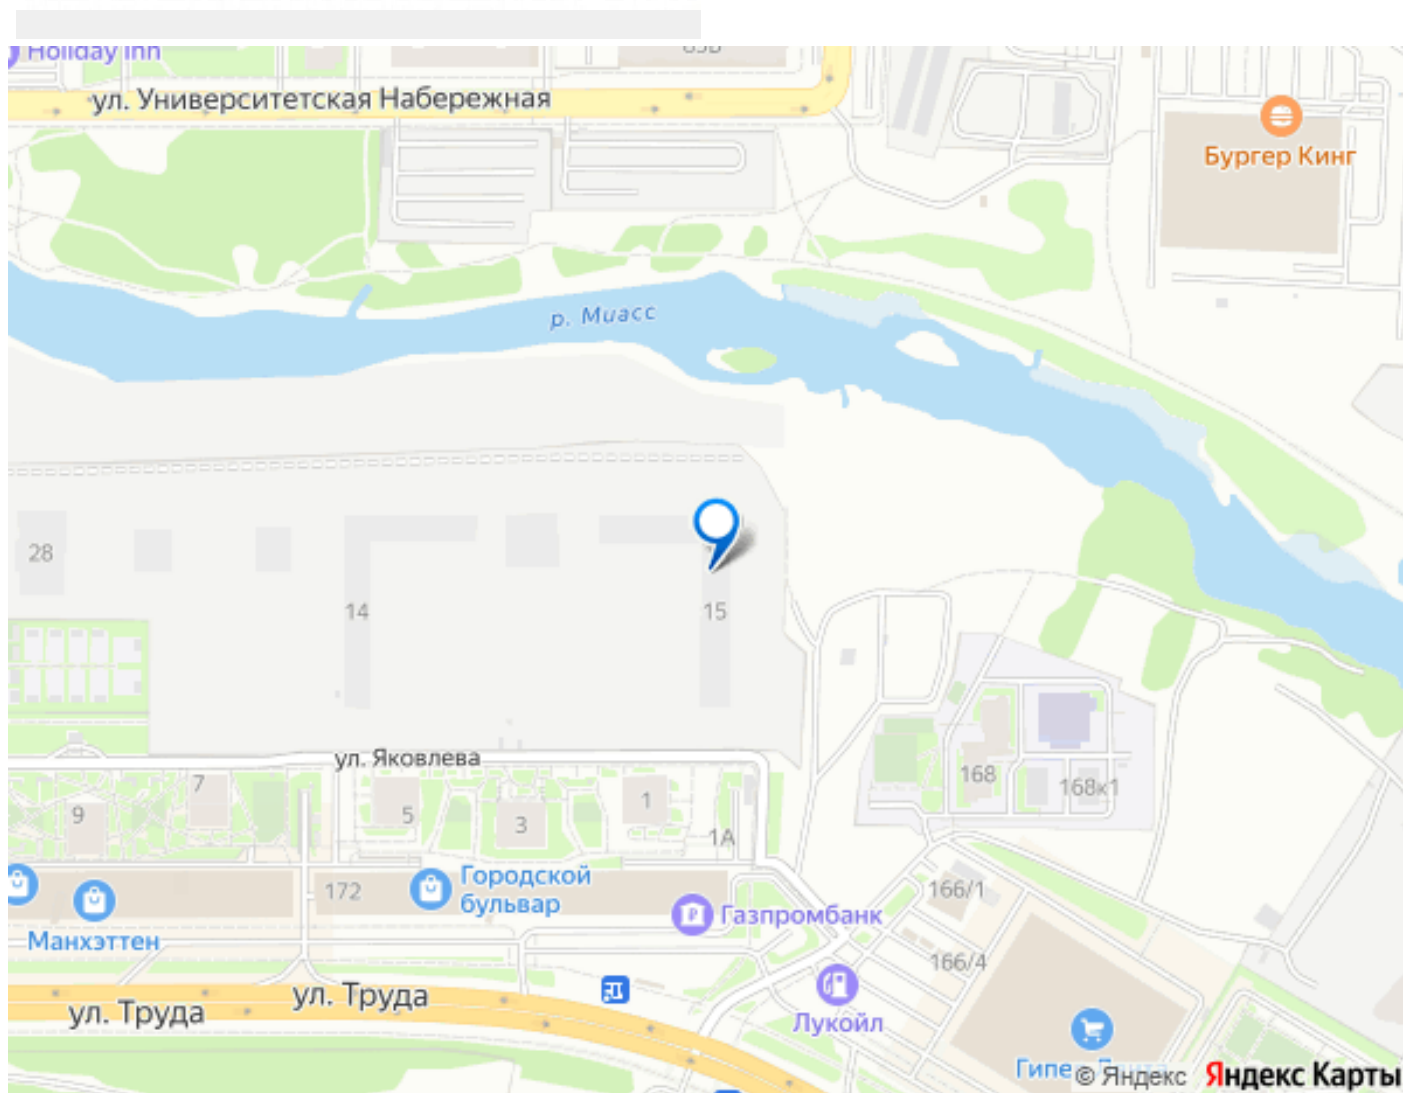 Holiday Inn
ул. Университетская Набережная
Бургер Кинг
р. Миасс
28
14
15
ул. Яковлева
7
9
5
3
1
1А
168
168к1
172
Городской
бульвар
166/1
Газпромбанк
Манхэттен
166/4
ул. Труда
ул. Труда
Лукойл
Гипер Лента
© Яндекс Яндекс Карты